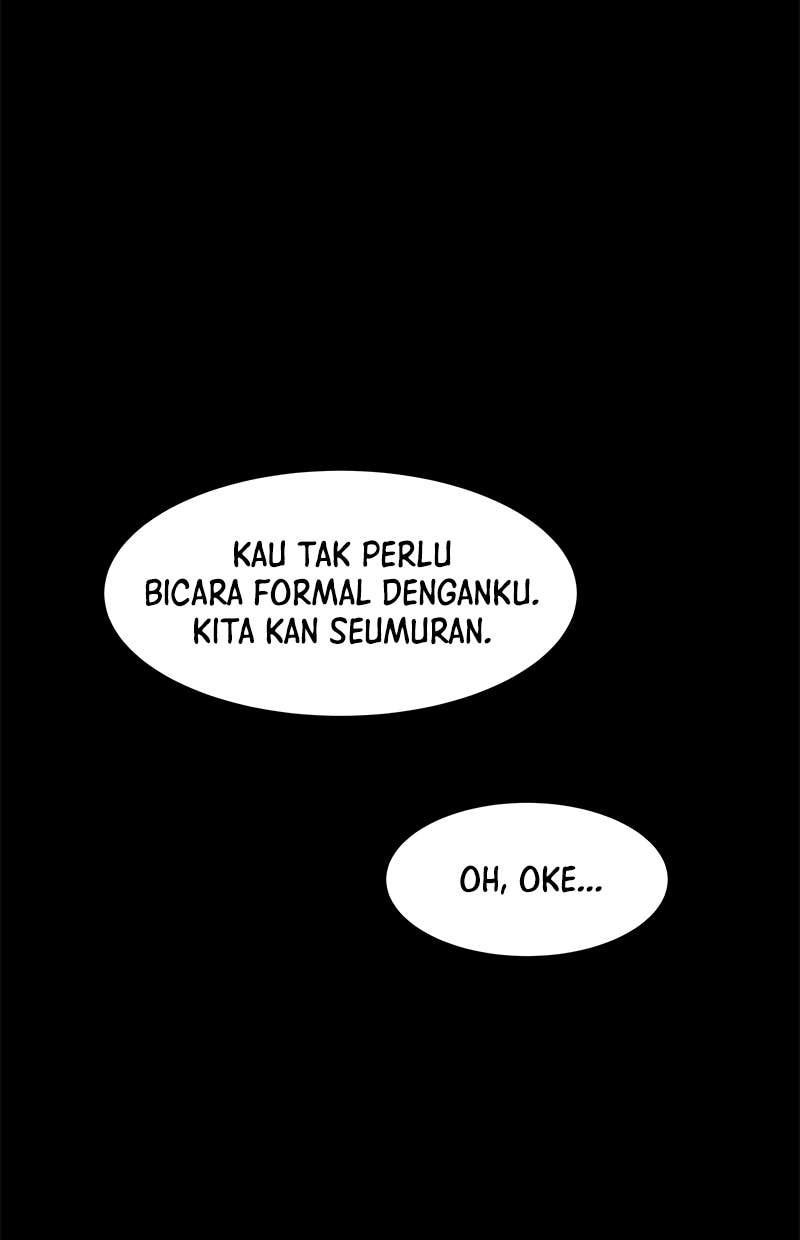 KAU TAK PERLU
BICARA FORMAL DENGANKU.
KITA KAN SEUMURAN.
OH, OKE...